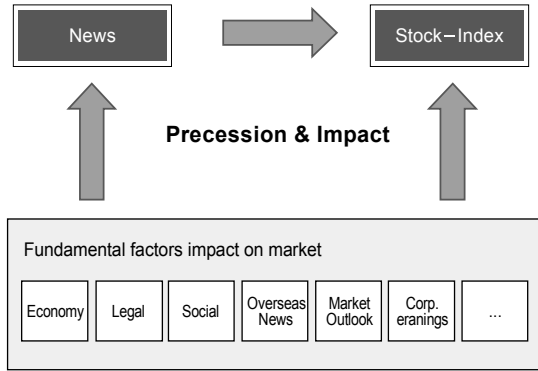 News
Stock–Index
Precession & Impact
Fundamental factors impact on market
Economy
Legal
Social
Overseas
News
Market
Outlook
Corp.
eranings
...